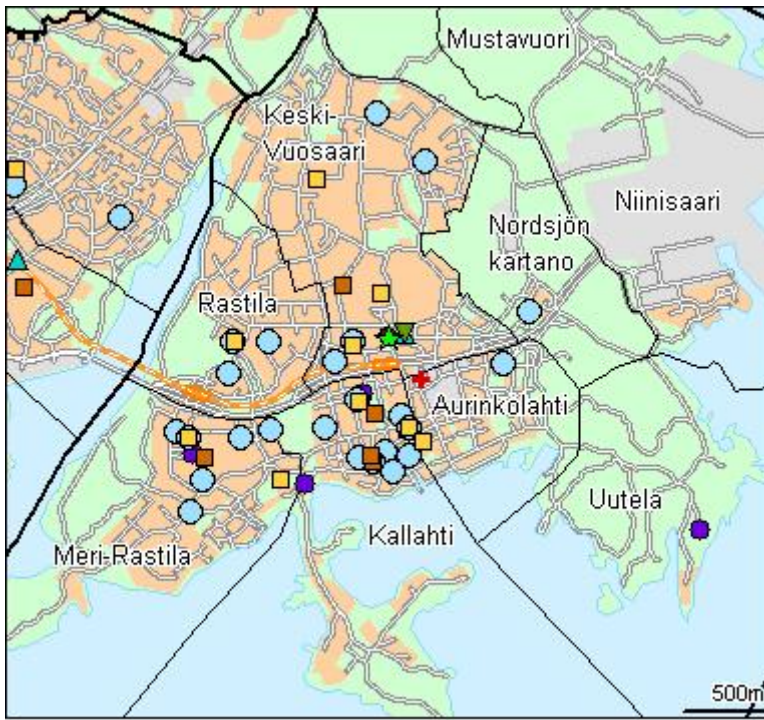 Mustavuori
Keski-
Vuosaari
Niinisaari
Nordsjön
kartano
Rastila
Aurinkolahti
Uutela
Kallahti
Meri-Rastila
500m